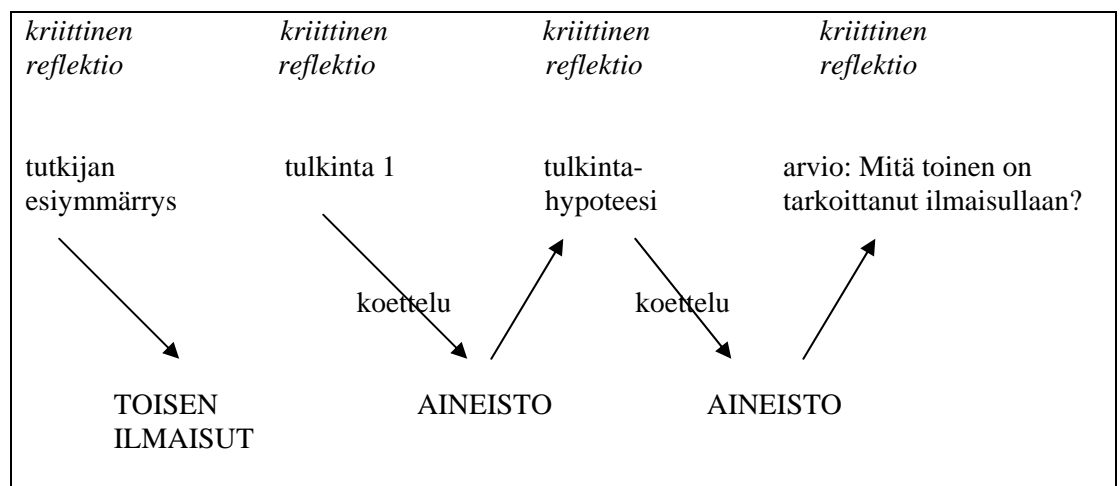 kriittinen kriittinen kriittinen kriittinen
reflektio reflektio reflektio reflektio
tutkijan tulkinta 1 tulkinta- arvio: Mitä toinen on
esiymmärrys hypoteesi tarkoittanut ilmaisullaan?
koettelu koettelu
TOISEN AINEISTO AINEISTO
ILMAISUT